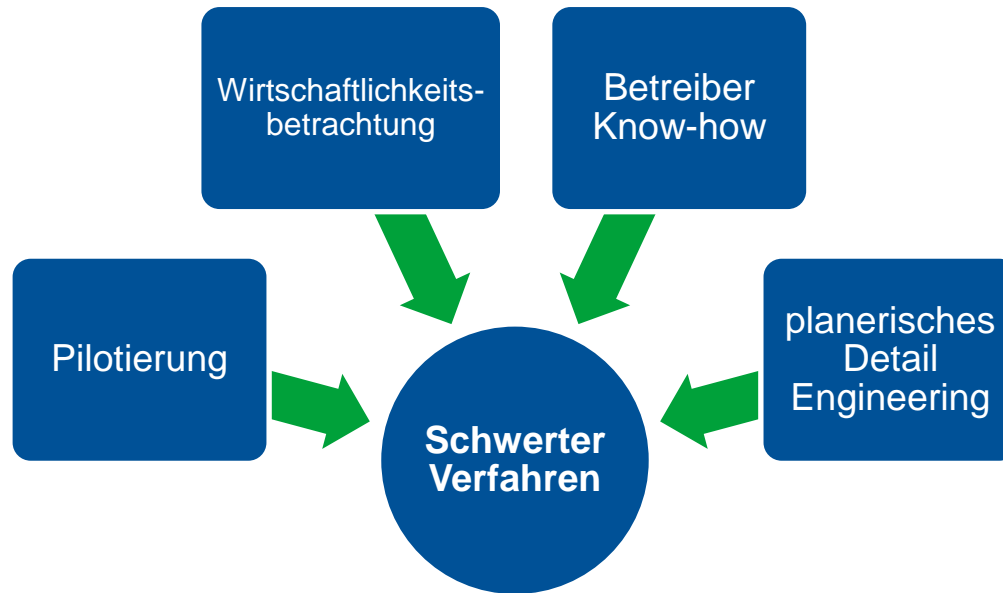 Wirtschaftlichkeits-
betrachtung
Betreiber
Know-how
Pilotierung
planerisches
Detail
Engineering
Schwerter
Verfahren